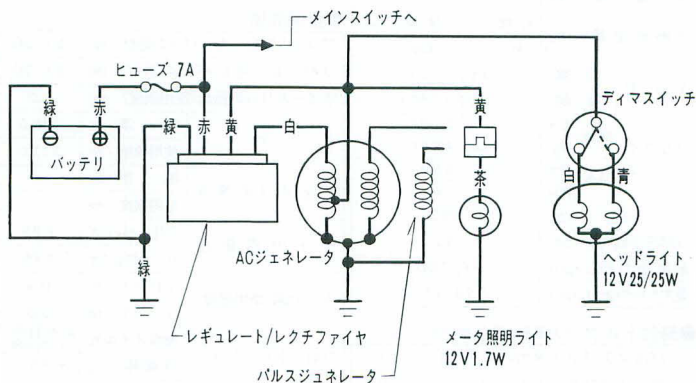 メインスイッチへ
ヒューズ 7A
ディマスイッチ
緑
赤
緑
赤
黄
白
黄
バッテリ
茶
白
青
緑
ACジェネレータ
ヘッドライト
12V25/25W
レギュレート/レクチファイヤ
メータ照明ライト
12V1.7W
パルスジュネレータ